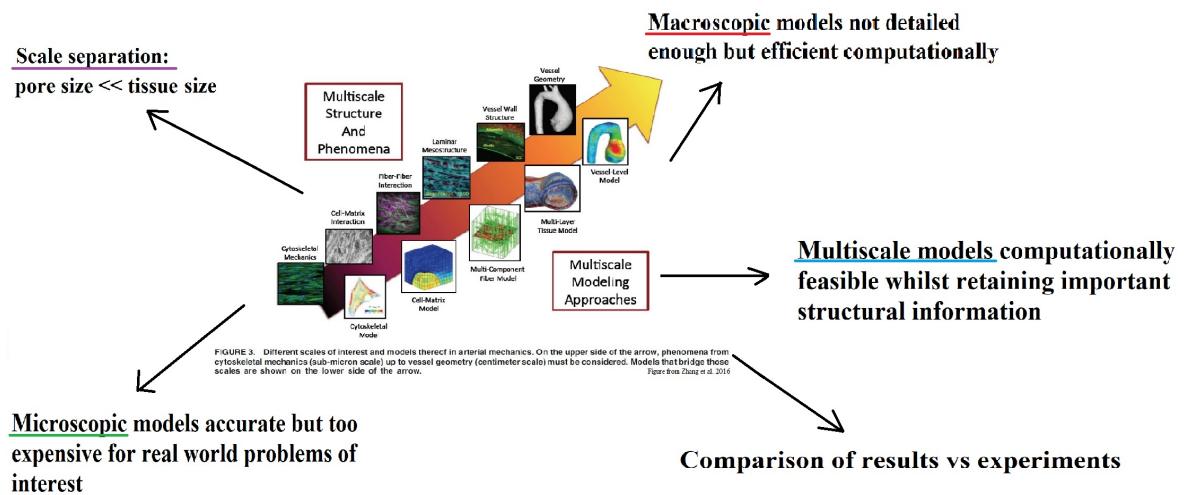 Macroscopic models not detailed
enough but efficient computationally
Scale separation:
pore size << tissue size
Multiscale
Structure
And
Phenomena
Vessel
Geometry
Vessel Wall
Structure
Laminar
Mesostructure
Fiber-Fiber
Interaction
Cell-Matrix
Interaction
Cytoskeletal
Mechanics
Vessel-Level
Model
Multi-Layer
Tissue Model
Multi-Component
Fiber Model
Cell-Matrix
Model
Cytoskeletal
Model
Multiscale
Modeling
Approaches
Multiscale models computationally
feasible whilst retaining important
structural information
FIGURE 3. Different scales of interest and models thereof in arterial mechanics. On the upper side of the arrow, phenomena from
cytoskeletal mechanics (sub-micron scale) up to vessel geometry (centimeter scale) must be considered. Models that bridge those
scales are shown on the lower side of the arrow.
Figure from Zhang et al. 2016
Microscopic models accurate but too
expensive for real world problems of
interest
Comparison of results vs experiments